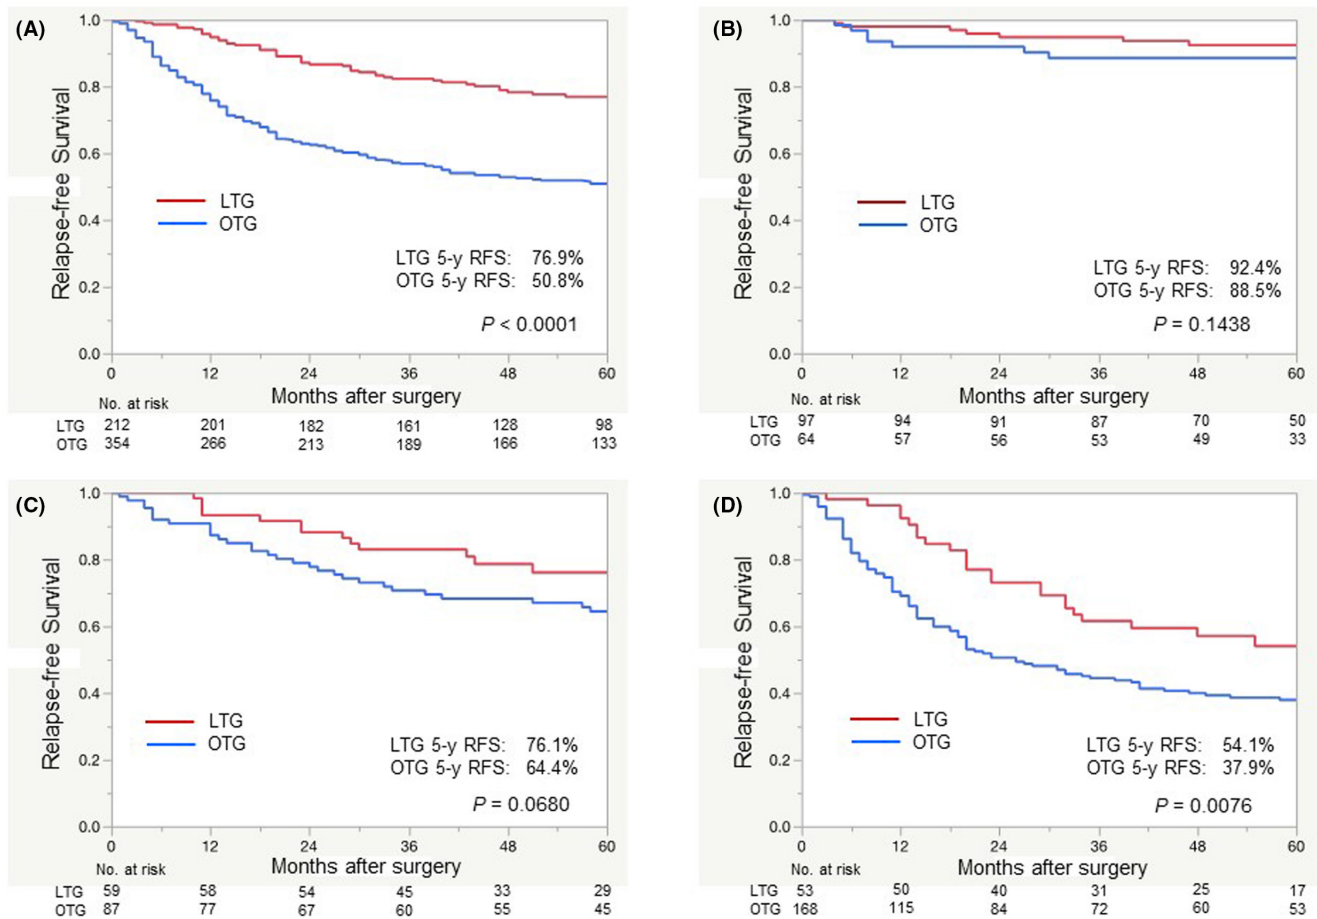 (A)
Relapse-free Survival
1.0
0.8
0.6
0.4
0.2
0.0
LTG
OTG
LTG 5-y RFS: 76.9%
OTG 5-y RFS: 50.8%
P < 0.0001
0 12 24 36 48 60
Months after surgery
No. at risk
LTG 212 201 182 161 128 98
OTG 354 266 213 189 166 133
(B)
Relapse-free Survival
1.0
0.8
0.6
0.4
0.2
0.0
LTG
OTG
LTG 5-y RFS: 92.4%
OTG 5-y RFS: 88.5%
P = 0.1438
0 12 24 36 48 60
Months after surgery
No. at risk
LTG 97 94 91 87 70 50
OTG 64 57 56 53 49 33
(C)
Relapse-free Survival
1.0
0.8
0.6
0.4
0.2
0.0
LTG
OTG
LTG 5-y RFS: 76.1%
OTG 5-y RFS: 64.4%
P = 0.0680
0 12 24 36 48 60
Months after surgery
No. at risk
LTG 59 58 54 45 33 29
OTG 87 77 67 60 55 45
(D)
Relapse-free Survival
1.0
0.8
0.6
0.4
0.2
0.0
LTG
OTG
LTG 5-y RFS: 54.1%
OTG 5-y RFS: 37.9%
P = 0.0076
0 12 24 36 48 60
Months after surgery
No. at risk
LTG 53 50 40 31 25 17
OTG 168 115 84 72 60 53